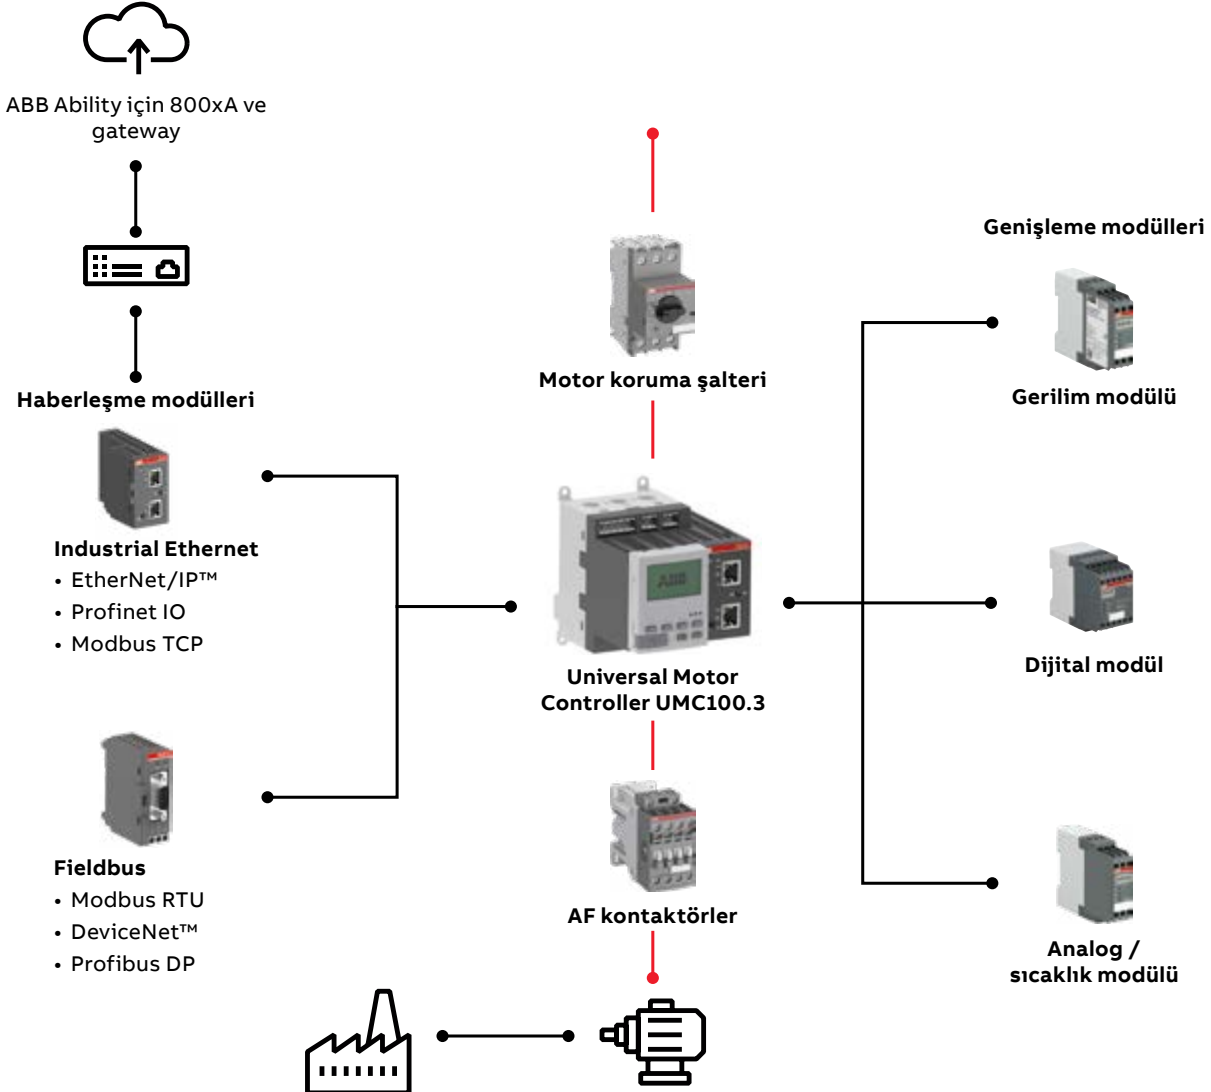 ABB Ability için 800xA ve
gateway
Haberleşme modülleri
Industrial Ethernet
• EtherNet/IP™
• Profinet IO
• Modbus TCP
Fieldbus
• Modbus RTU
• DeviceNet™
• Profibus DP
Motor koruma şalteri
ABB
Universal Motor
Controller UMC100.3
AF kontaktörler
Genişleme modülleri
Gerilim modülü
Dijital modül
Analog /
sıcaklık modülü